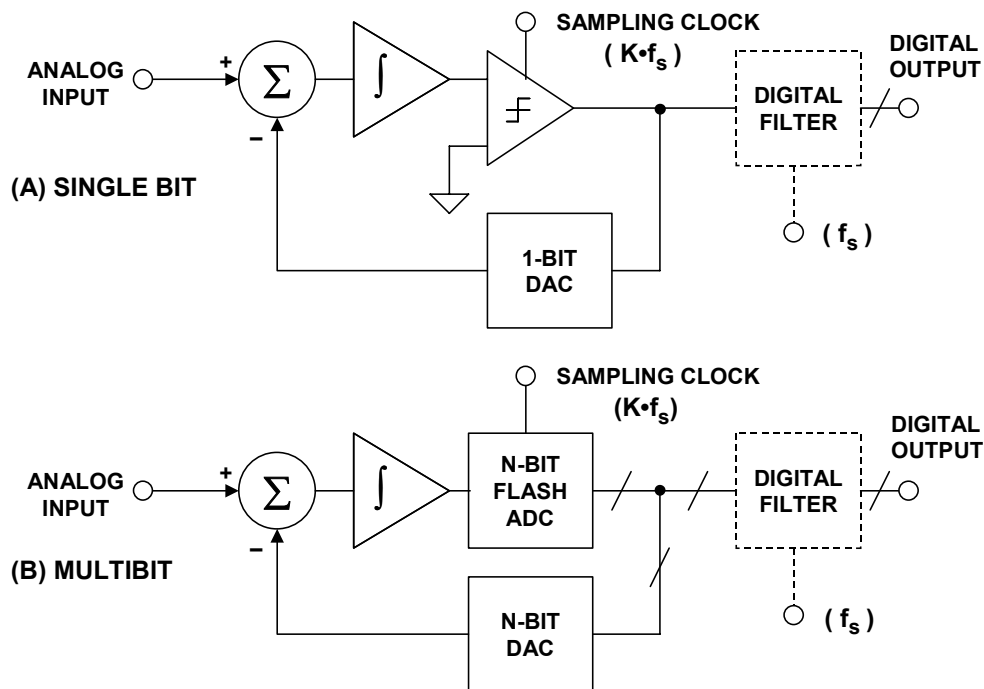 SAMPLING CLOCK
( K•fs )
ANALOG
INPUT
+
Σ
−
∫
DIGITAL
FILTER
DIGITAL
OUTPUT
(A) SINGLE BIT
1-BIT
DAC
( fs )
SAMPLING CLOCK
(K•fs)
ANALOG
INPUT
+
Σ
−
∫
N-BIT
FLASH
ADC
DIGITAL
FILTER
DIGITAL
OUTPUT
(B) MULTIBIT
N-BIT
DAC
( fs )